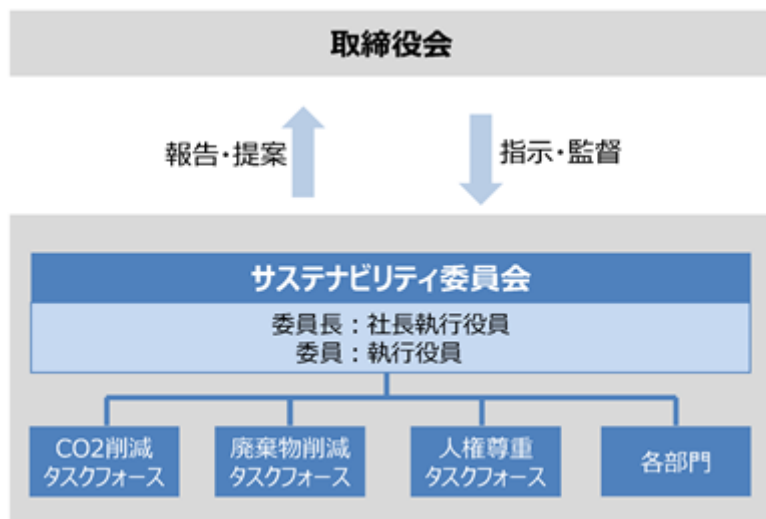 取締役会
報告・提案
指示・監督
サステナビリティ委員会
委員長：社長執行役員
委員：執行役員
CO2削減
タスクフォース
廃棄物削減
タスクフォース
人権尊重
タスクフォース
各部門